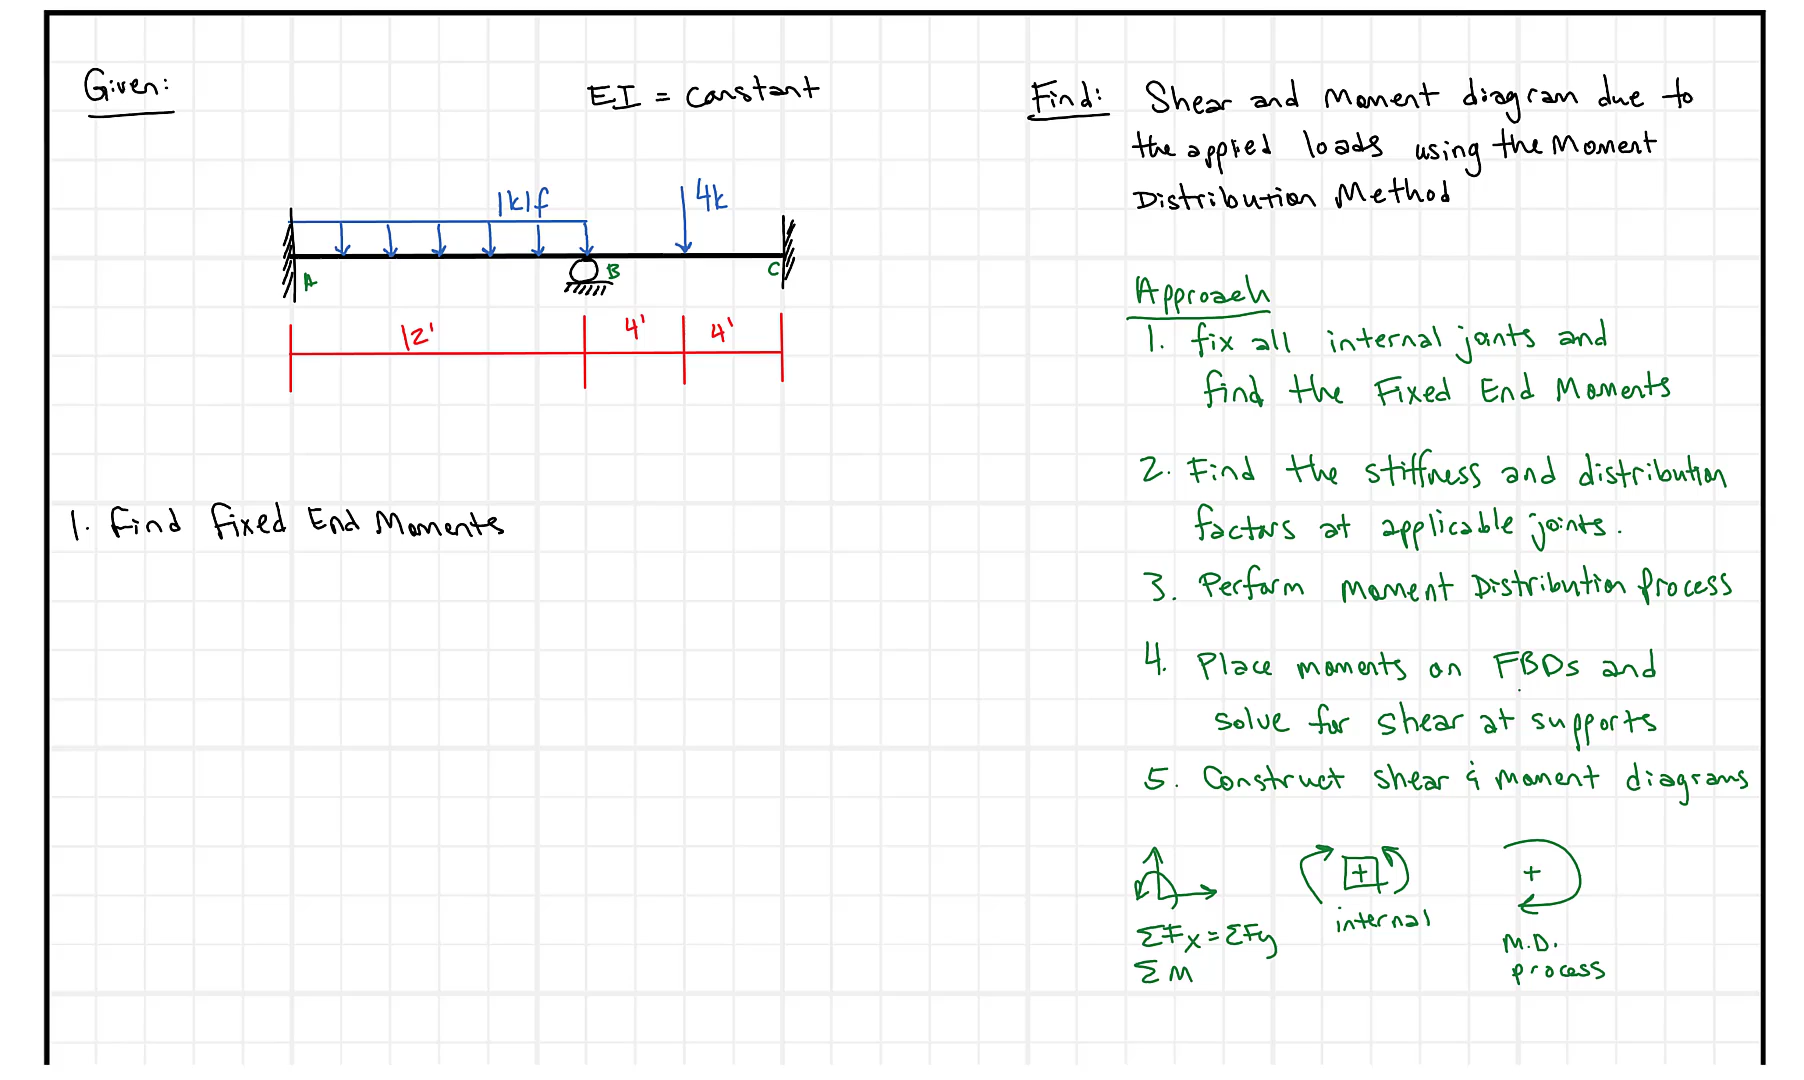 Given:
EI = constant
1klf
4k
A
B
C
12'
4'
4'
1. Find Fixed End Moments
Find: Shear and Moment diagram due to
the applied loads using the Moment
Distribution Method
Approach
1. fix all internal joints and
find the Fixed End Moments
2. Find the stiffness and distribution
factors at applicable joints.
3. Perform Moment Distribution Process
4. Place moments on FBDs and
solve for shear at supports
5. Construct shear & moment diagrams
ΣFx=ΣFy
ΣM
+
internal
+
M.D.
process